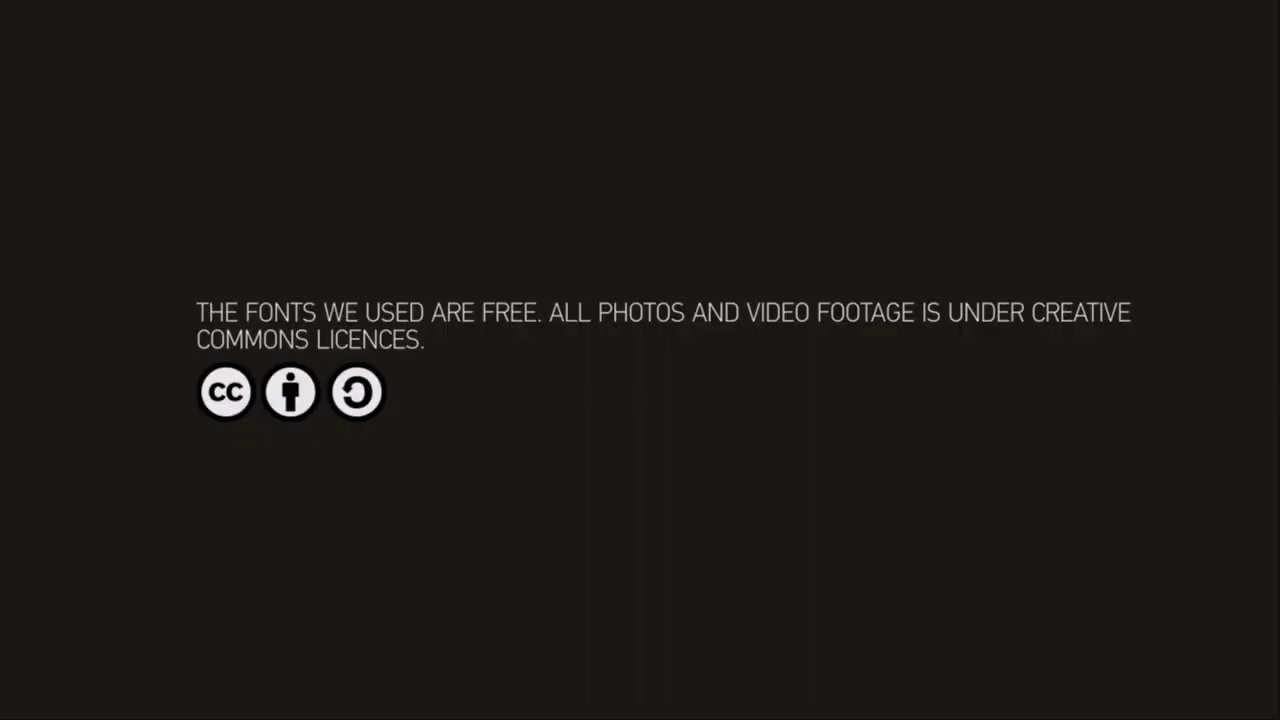 THE FONTS WE USED ARE FREE. ALL PHOTOS AND VIDEO FOOTAGE IS UNDER CREATIVE
COMMONS LICENCES.
CC